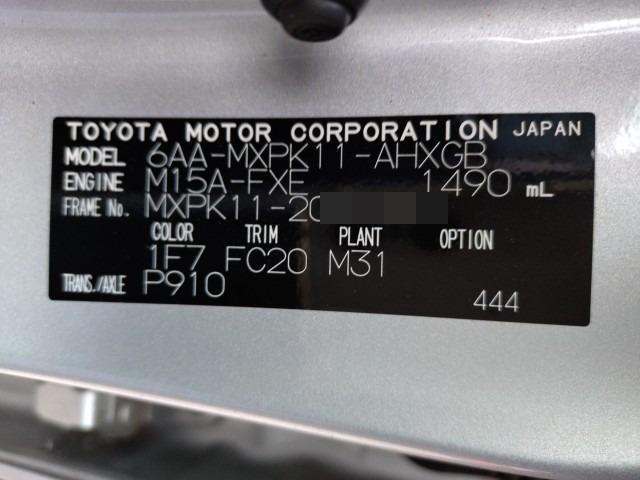 TOYOTA MOTOR CORPORATION JAPAN
MODEL 6AA-MXPK11-AHXGB
ENGINE M15A-FXE 1490 mL
FRAME No. MXPK11-20
COLOR TRIM PLANT OPTION
1F7 FC20 M31
TRANS./AXLE P910
444